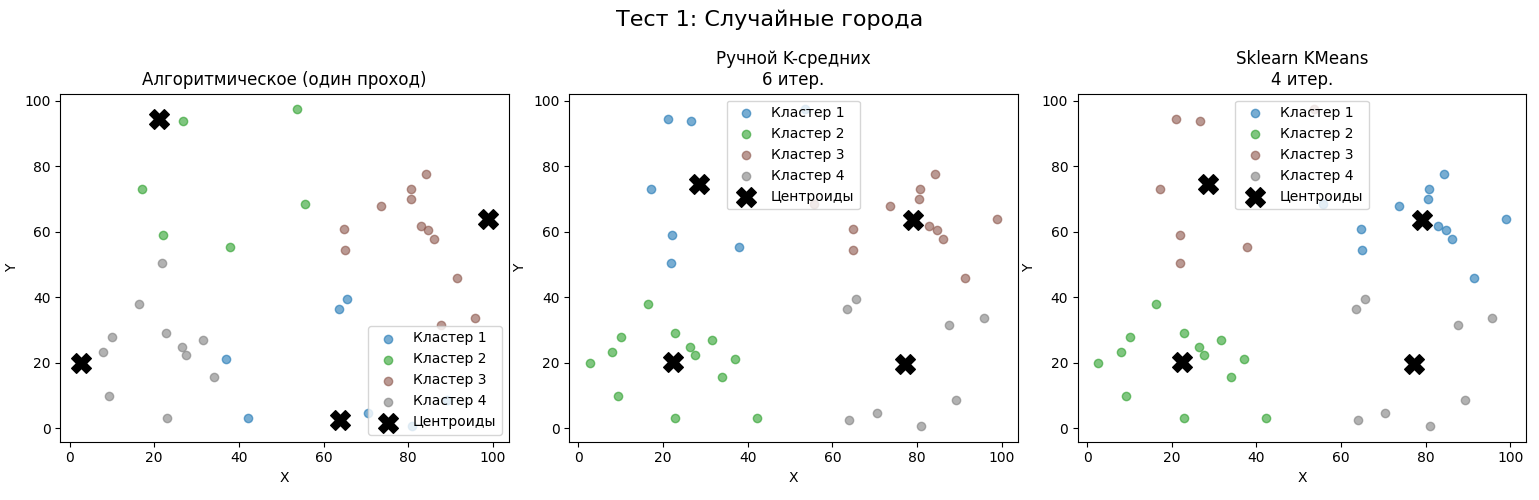 Тест 1: Случайные города
Алгоритмическое (один проход)
100
80
60
40
20
0
Y
0 20 40 60 80 100
X
Кластер 1
Кластер 2
Кластер 3
Кластер 4
Центроиды
Ручной K-средних
6 итер.
100
80
60
40
20
0
Y
0 20 40 60 80 100
X
Кластер 1
Кластер 2
Кластер 3
Кластер 4
Центроиды
Sklearn KMeans
4 итер.
100
80
60
40
20
0
Y
0 20 40 60 80 100
X
Кластер 1
Кластер 2
Кластер 3
Кластер 4
Центроиды